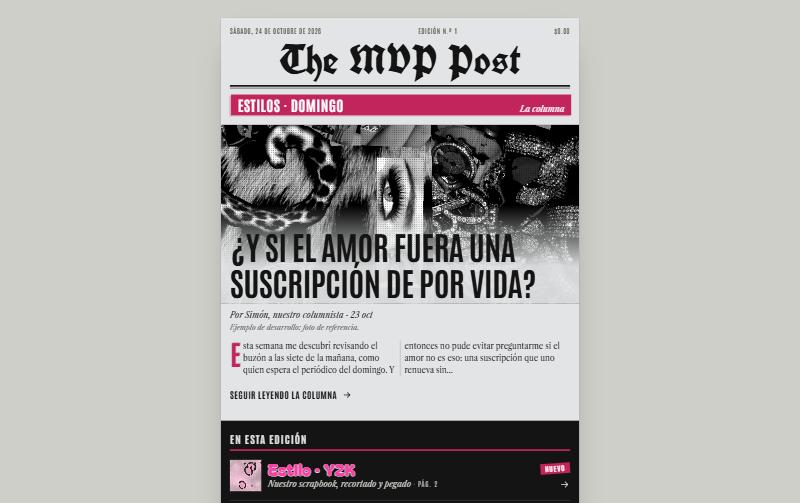 SÁBADO, 24 DE OCTUBRE DE 2026 EDICIÓN N.º 1 $0.00
The MVP Post
ESTILOS · DOMINGO La columna
¿Y SI EL AMOR FUERA UNA
SUSCRIPCIÓN DE POR VIDA?
Por Simón, nuestro columnista · 23 oct
Ejemplo de desarrollo: foto de referencia.
Esta semana me descubrí revisando el
buzón a las siete de la mañana, como
quien espera el periódico del domingo. Y
entonces no pude evitar preguntarme si el
amor no es eso: una suscripción que uno
renueva sin...
SEGUIR LEYENDO LA COLUMNA →
EN ESTA EDICIÓN
Estilo · Y2K NUEVO
Nuestro scrapbook, recortado y pegado · PÁG. 2 →